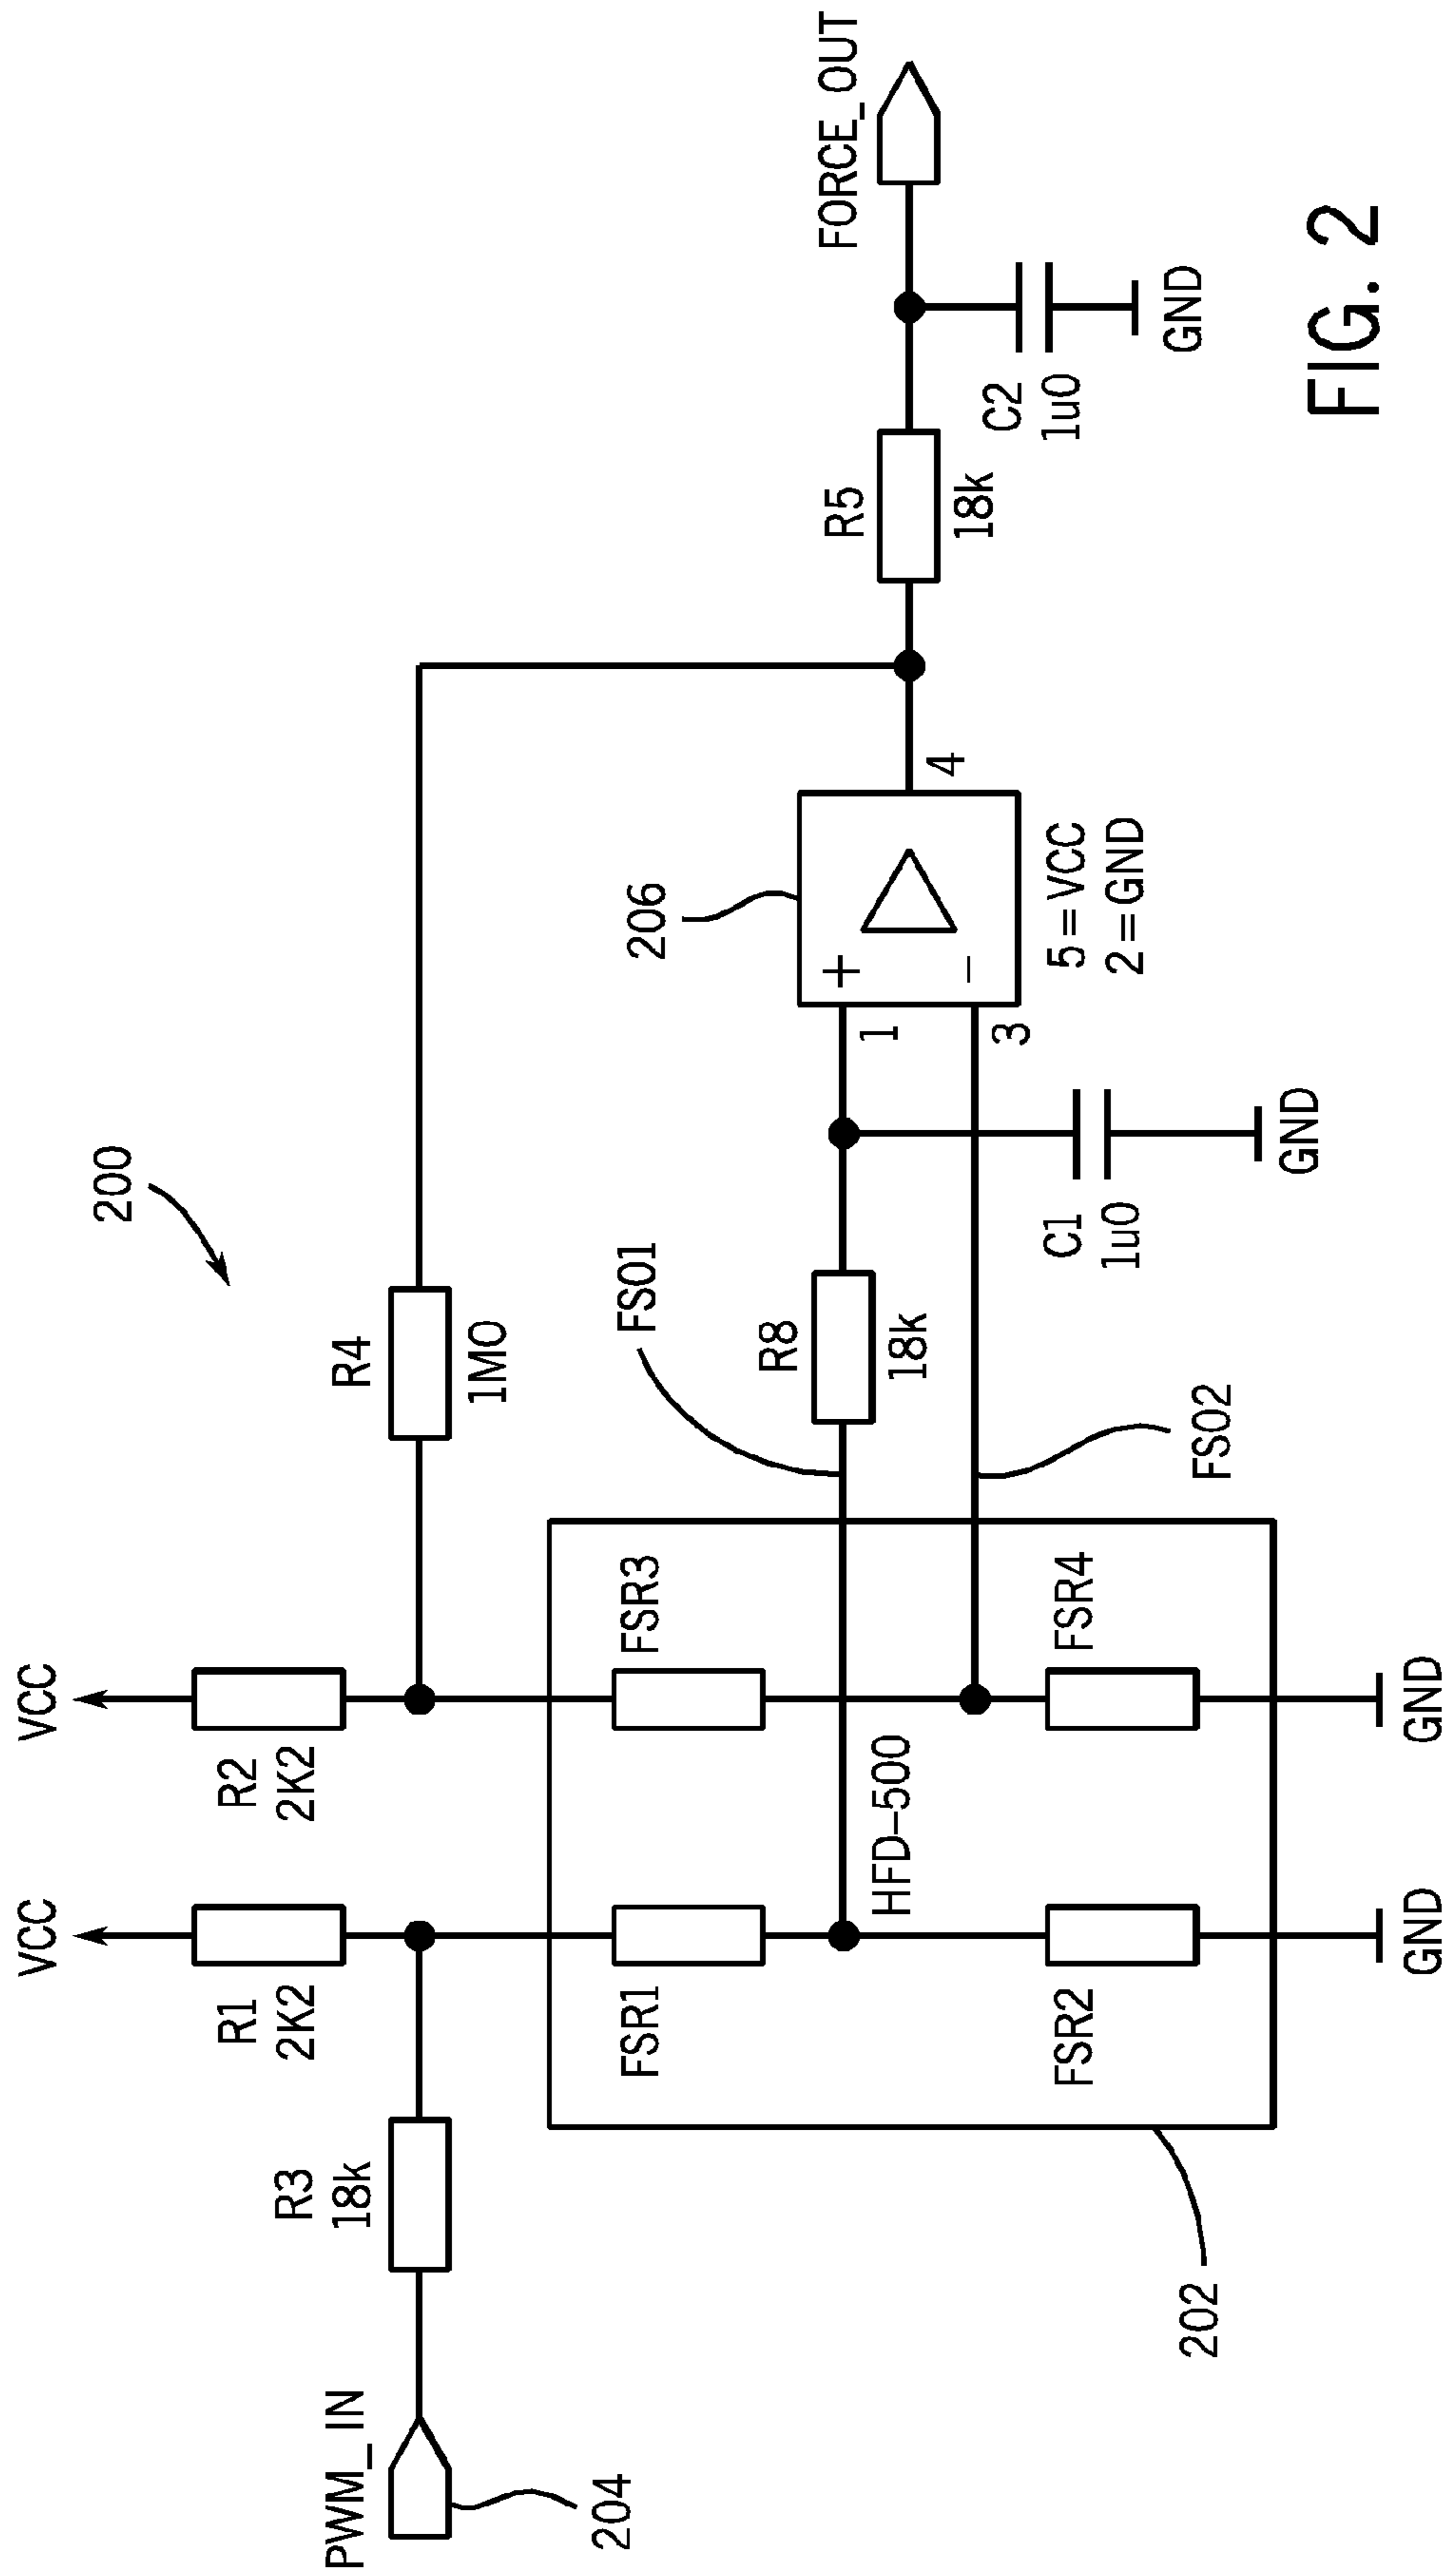 200
VCC
VCC
R1
2K2
R2
2K2
R3
18k
PWM_IN
204
R4
1M0
FSR1
FSR3
FSO1
R8
18k
206
+
−
1
3
4
5=VCC
2=GND
R5
18k
FORCE_OUT
HFD–500
FSR2
FSR4
FSO2
C1
1u0
GND
C2
1u0
GND
202
GND
GND
FIG. 2